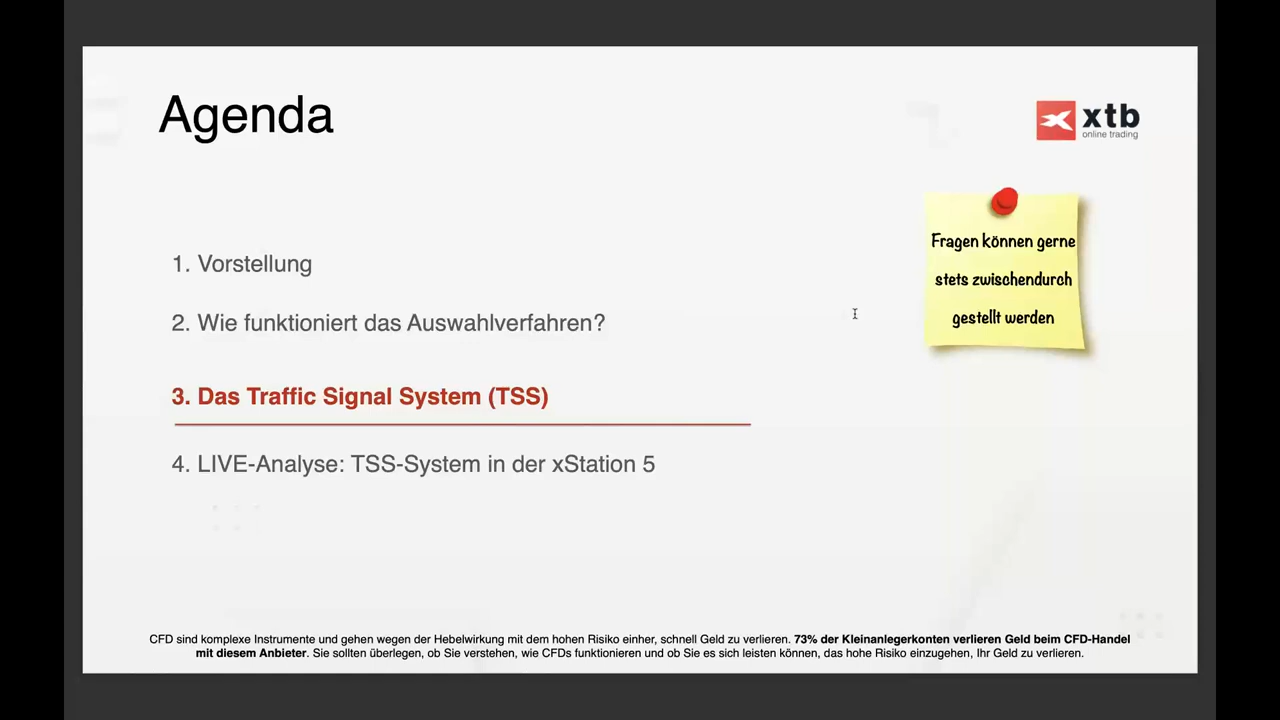 Agenda
xtb
online trading
Fragen können gerne
stets zwischendurch
gestellt werden
1. Vorstellung
2. Wie funktioniert das Auswahlverfahren?
3. Das Traffic Signal System (TSS)
4. LIVE-Analyse: TSS-System in der xStation 5
CFD sind komplexe Instrumente und gehen wegen der Hebelwirkung mit dem hohen Risiko einher, schnell Geld zu verlieren. 73% der Kleinanlegerkonten verlieren Geld beim CFD-Handel
mit diesem Anbieter. Sie sollten überlegen, ob Sie verstehen, wie CFDs funktionieren und ob Sie es sich leisten können, das hohe Risiko einzugehen, Ihr Geld zu verlieren.